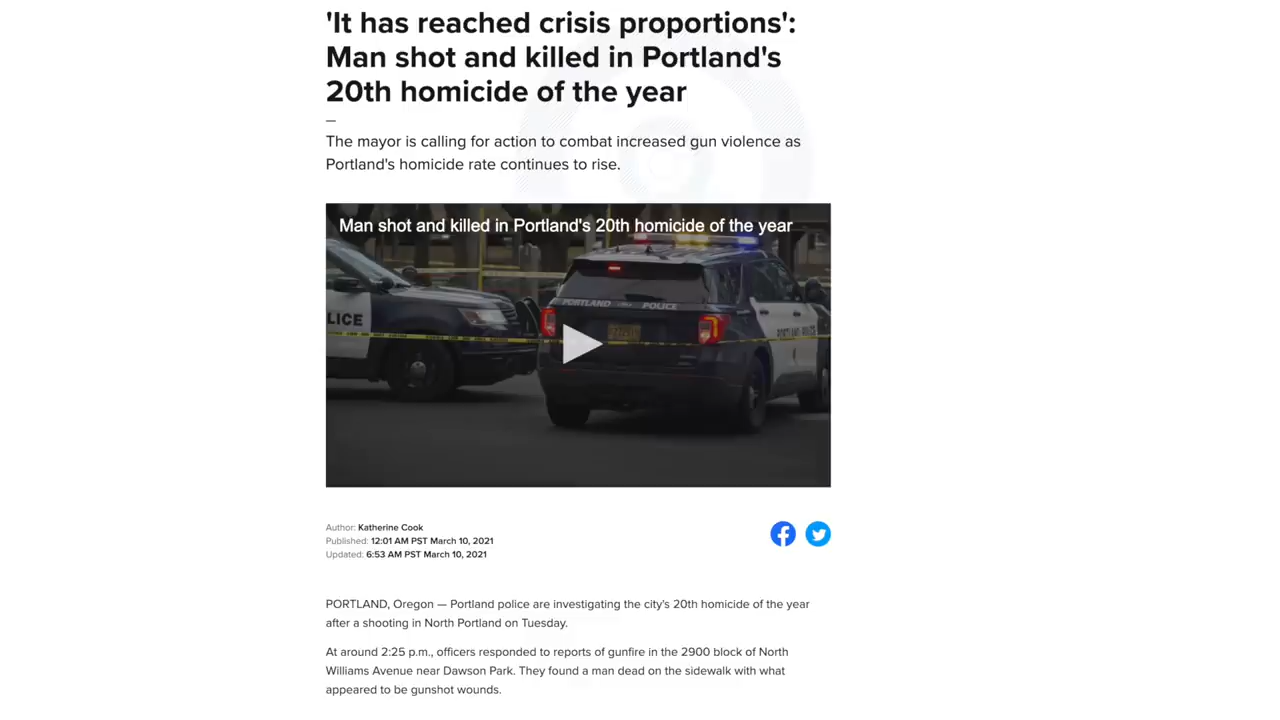 'It has reached crisis proportions':
Man shot and killed in Portland's
20th homicide of the year
—
The mayor is calling for action to combat increased gun violence as
Portland's homicide rate continues to rise.
Man shot and killed in Portland's 20th homicide of the year
PORTLAND POLICE
LICE
PORTLAND POLICE
Author: Katherine Cook
Published: 12:01 AM PST March 10, 2021
Updated: 6:53 AM PST March 10, 2021
PORTLAND, Oregon — Portland police are investigating the city's 20th homicide of the year
after a shooting in North Portland on Tuesday.
At around 2:25 p.m., officers responded to reports of gunfire in the 2900 block of North
Williams Avenue near Dawson Park. They found a man dead on the sidewalk with what
appeared to be gunshot wounds.